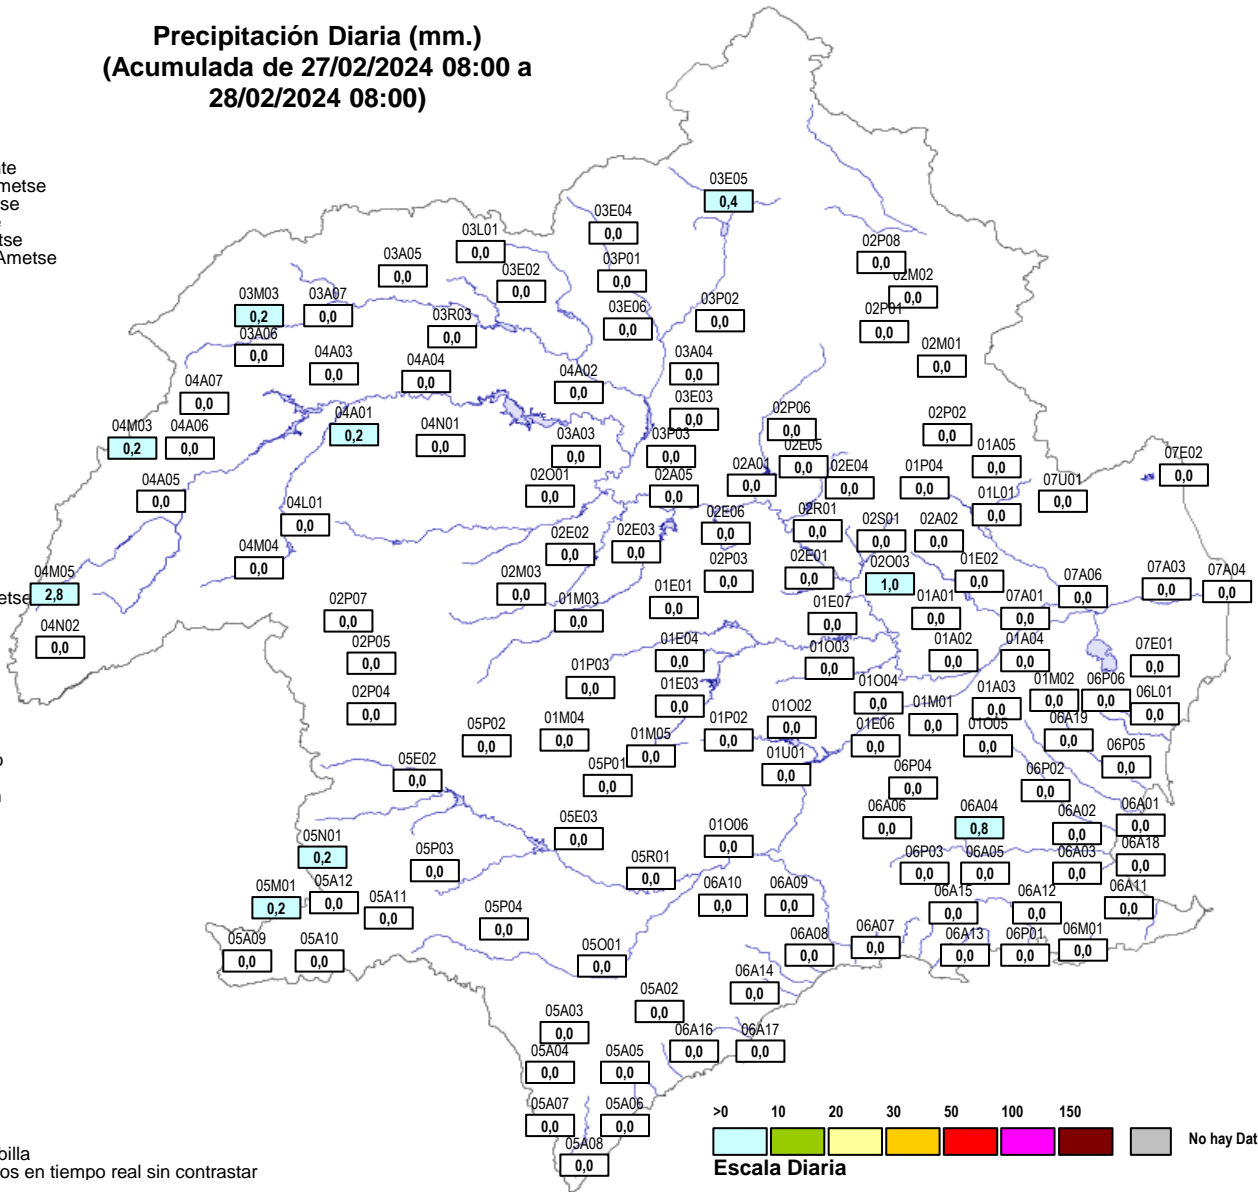 Precipitación Diaria (mm.)
(Acumulada de 27/02/2024 08:00 a
28/02/2024 08:00)
03E05
0,4
03E04
0,0
03L01
0,0
03A05
0,0
03E02
0,0
03P01
0,0
02P08
0,0
02M02
0,0
03M03
0,2
03A07
0,0
03R03
0,0
03E06
0,0
03P02
0,0
02P01
0,0
03A06
0,0
04A03
0,0
04A04
0,0
04A02
0,0
03A04
0,0
02M01
0,0
04A07
0,0
03E03
0,0
04M03
0,2
04A06
0,0
04A01
0,2
04N01
0,0
03A03
0,0
03P03
0,0
02P06
0,0
02P02
0,0
02E05
0,0
01A05
0,0
07E02
0,0
04A05
0,0
02O01
0,0
02A05
0,0
02A01
0,0
02E04
0,0
01P04
0,0
07U01
0,0
01L01
0,0
04L01
0,0
02E06
0,0
02R01
0,0
02S01
0,0
02A02
0,0
04M04
0,0
02E02
0,0
02E03
0,0
04M05
2,8
02M03
0,0
02P03
0,0
02E01
0,0
02O03
1,0
01E02
0,0
07A06
0,0
07A03
0,0
07A04
0,0
02P07
0,0
01M03
0,0
01E01
0,0
01E07
0,0
01A01
0,0
07A01
0,0
04N02
0,0
02P05
0,0
01E04
0,0
01O03
0,0
01A02
0,0
01A04
0,0
07E01
0,0
02P04
0,0
01P03
0,0
01E03
0,0
01O04
0,0
01A03
0,0
01M02
0,0
06P06
0,0
06L01
0,0
05P02
0,0
01M04
0,0
01M05
0,0
01P02
0,0
01O02
0,0
01E06
0,0
01M01
0,0
01O05
0,0
06A19
0,0
06P05
0,0
05E02
0,0
05P01
0,0
01U01
0,0
06P04
0,0
06P02
0,0
05E03
0,0
01O06
0,0
06A06
0,0
06A04
0,8
06A02
0,0
06A01
0,0
05N01
0,2
05P03
0,0
05R01
0,0
06P03
0,0
06A05
0,0
06A03
0,0
06A18
0,0
05M01
0,2
05A12
0,0
05A11
0,0
06A10
0,0
06A09
0,0
06A15
0,0
06A12
0,0
06A11
0,0
05P04
0,0
05A09
0,0
05A10
0,0
05O01
0,0
06A08
0,0
06A07
0,0
06A13
0,0
06P01
0,0
06M01
0,0
06A14
0,0
05A02
0,0
05A03
0,0
06A16
0,0
06A17
0,0
05A04
0,0
05A05
0,0
05A07
0,0
05A06
0,0
05A08
0,0
>0 10 20 30 50 100 150
No hay Dat
Escala Diaria
nte
metse
tse
Ametse
etse
billa
os en tiempo real sin contrastar